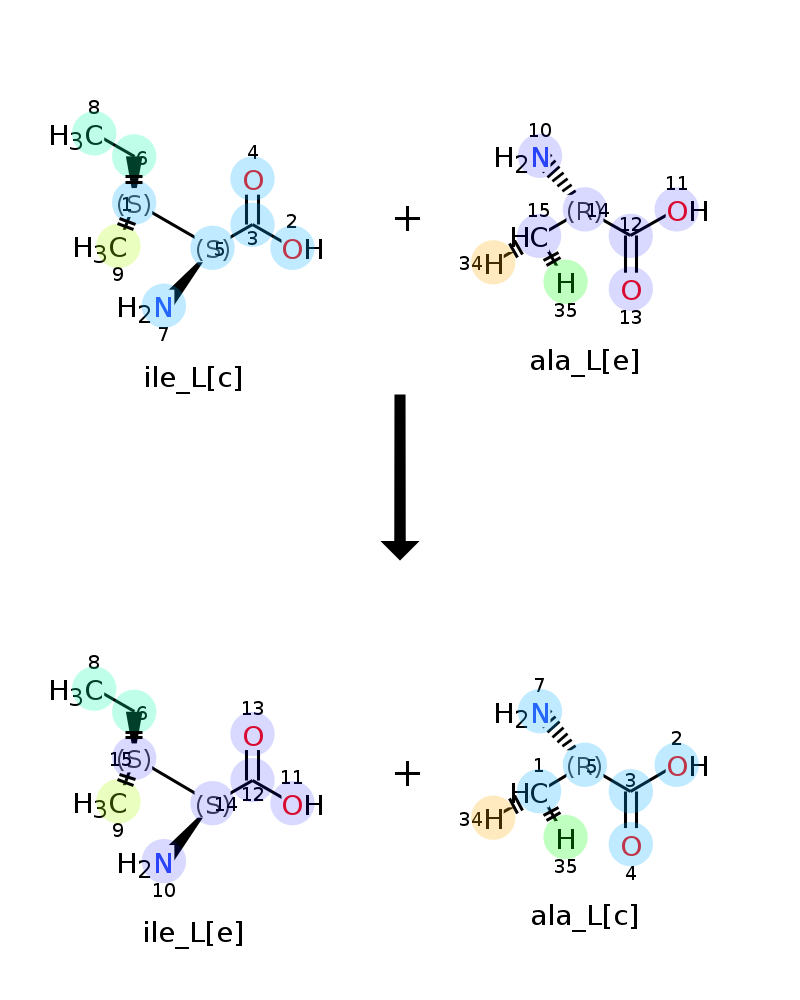 8
H3C
6
4
O
1 (S)
2
(S) 5
3
OH
H3C
9
H2N
7
ile_L[c]
+
10
H2N
11
15
(R) 14
OH
HC
12
34 H
H
35
O
13
ala_L[e]
8
H3C
6
13
O
15 (S)
11
(S) 14
12
OH
H3C
9
H2N
10
ile_L[e]
+
7
H2N
2
1
(R) 5
OH
HC
3
34 H
H
35
O
4
ala_L[c]